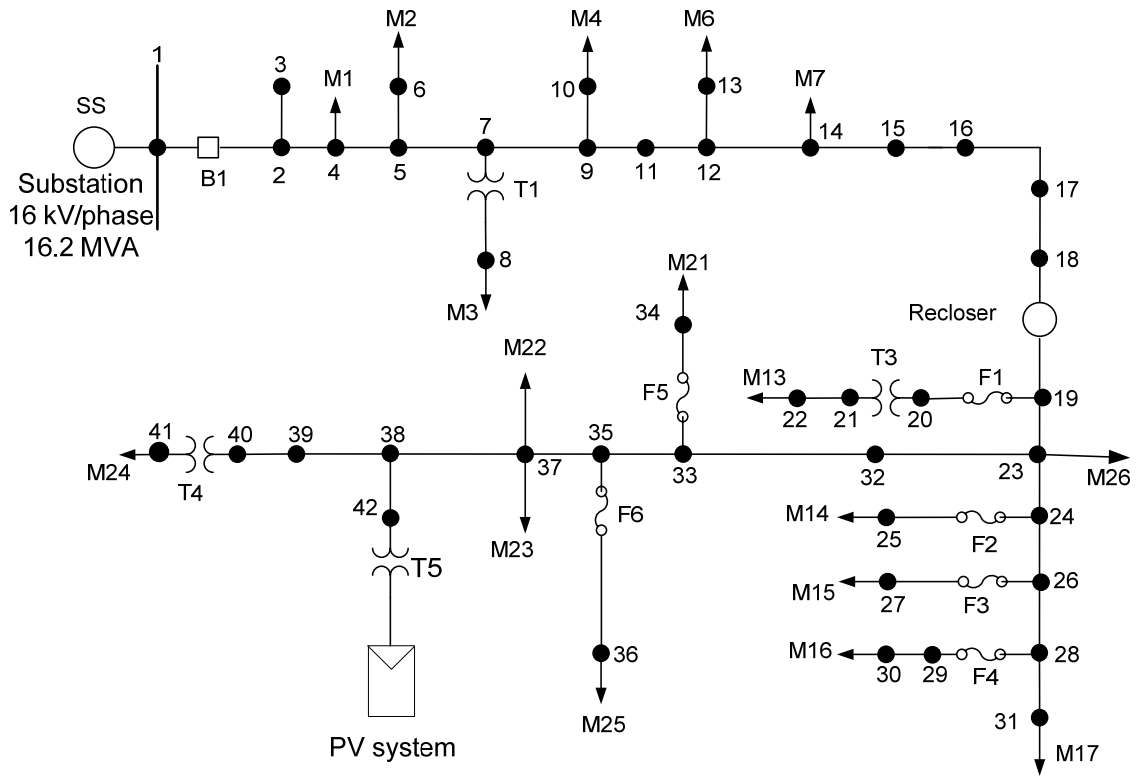 M2
M4
M6
1
3
M1
M7
SS
6
10
13
7
14
15
16
B1
2
4
5
T1
9
11
12
Substation
16 kV/phase
16.2 MVA
17
8
18
M21
M3
34
Recloser
M22
T3
F5
M13
F1
19
22
21
20
41
40
39
38
35
M24
37
33
32
23
M26
T4
42
F6
M14
24
M23
25
F2
T5
M15
26
27
F3
M16
28
36
30
29
F4
31
M25
PV system
M17